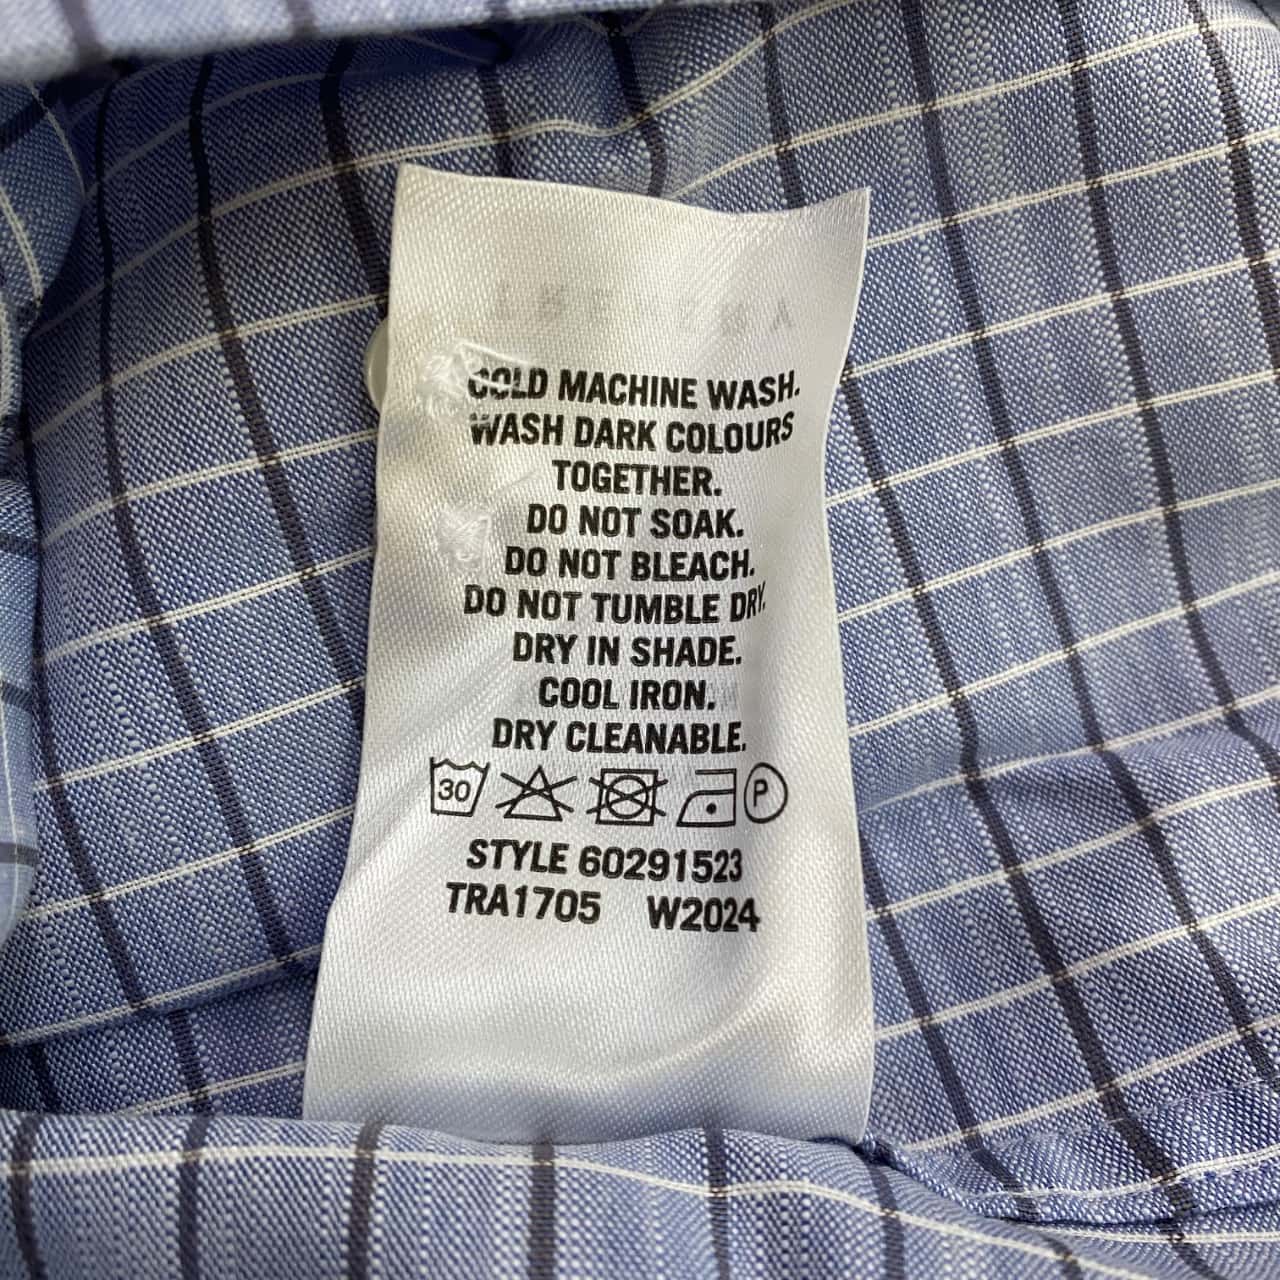 COLD MACHINE WASH.
WASH DARK COLOURS
TOGETHER.
DO NOT SOAK.
DO NOT BLEACH.
DO NOT TUMBLE DRY.
DRY IN SHADE.
COOL IRON.
DRY CLEANABLE.
30 P
STYLE 60291523
TRA1705 W2024